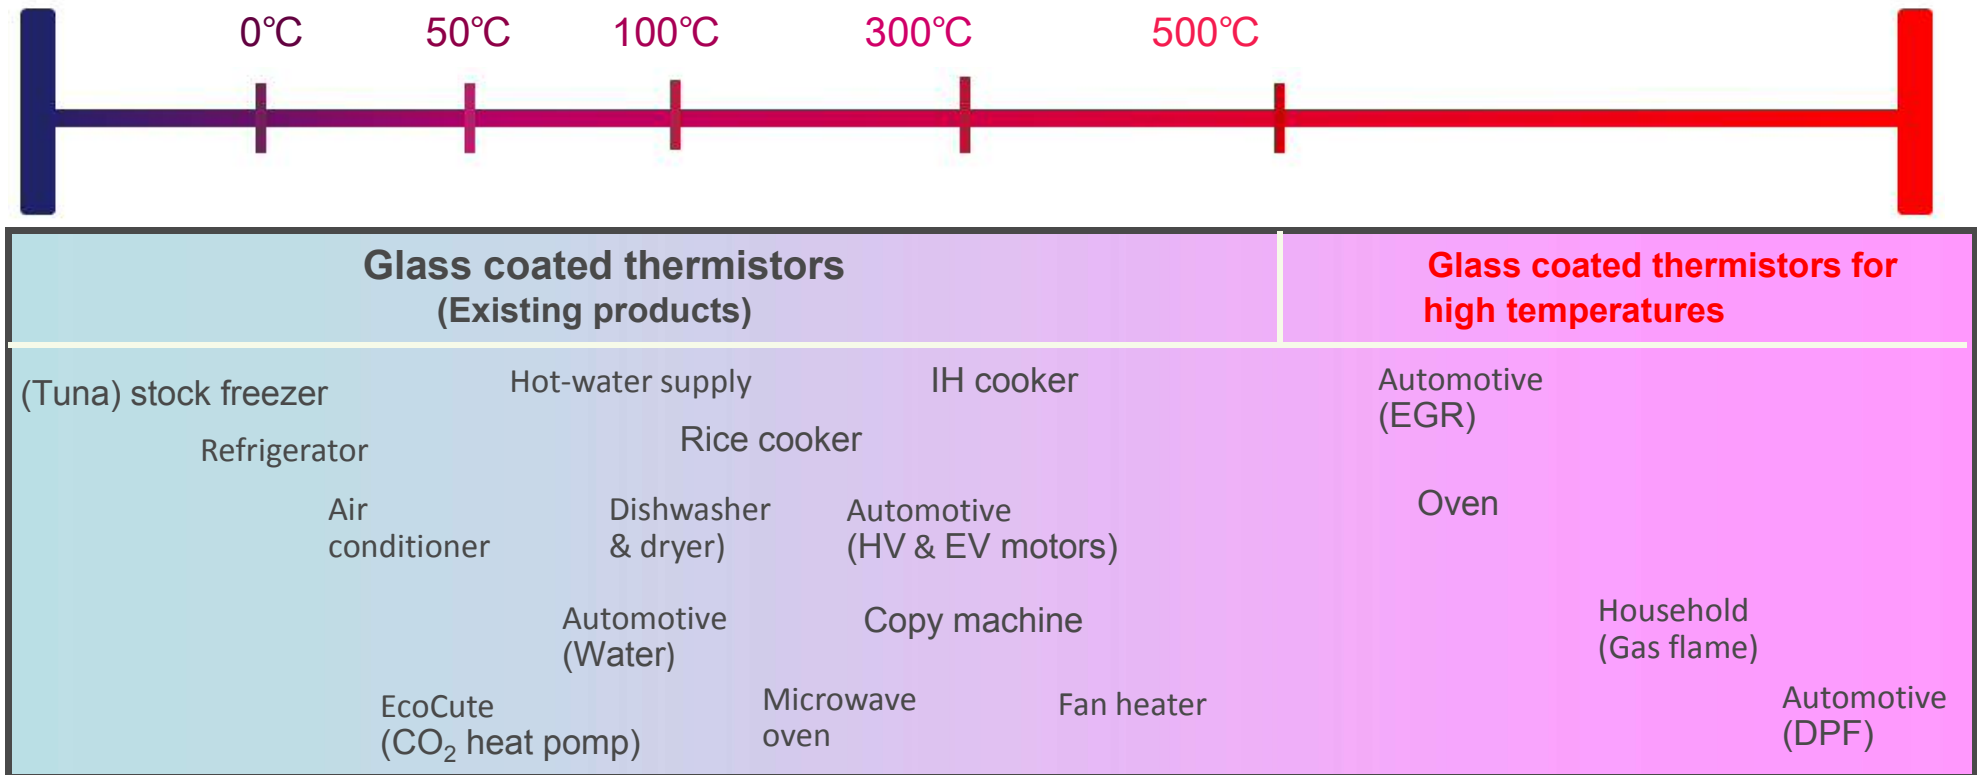 0℃ 50℃ 100℃ 300℃ 500℃
Glass coated thermistors
(Existing products)
Glass coated thermistors for
high temperatures
(Tuna) stock freezer
Hot-water supply
IH cooker
Automotive
(EGR)
Refrigerator
Rice cooker
Air
conditioner
Dishwasher
& dryer)
Automotive
(HV & EV motors)
Oven
Automotive
(Water)
Copy machine
Household
(Gas flame)
EcoCute
(CO₂ heat pomp)
Microwave
oven
Fan heater
Automotive
(DPF)